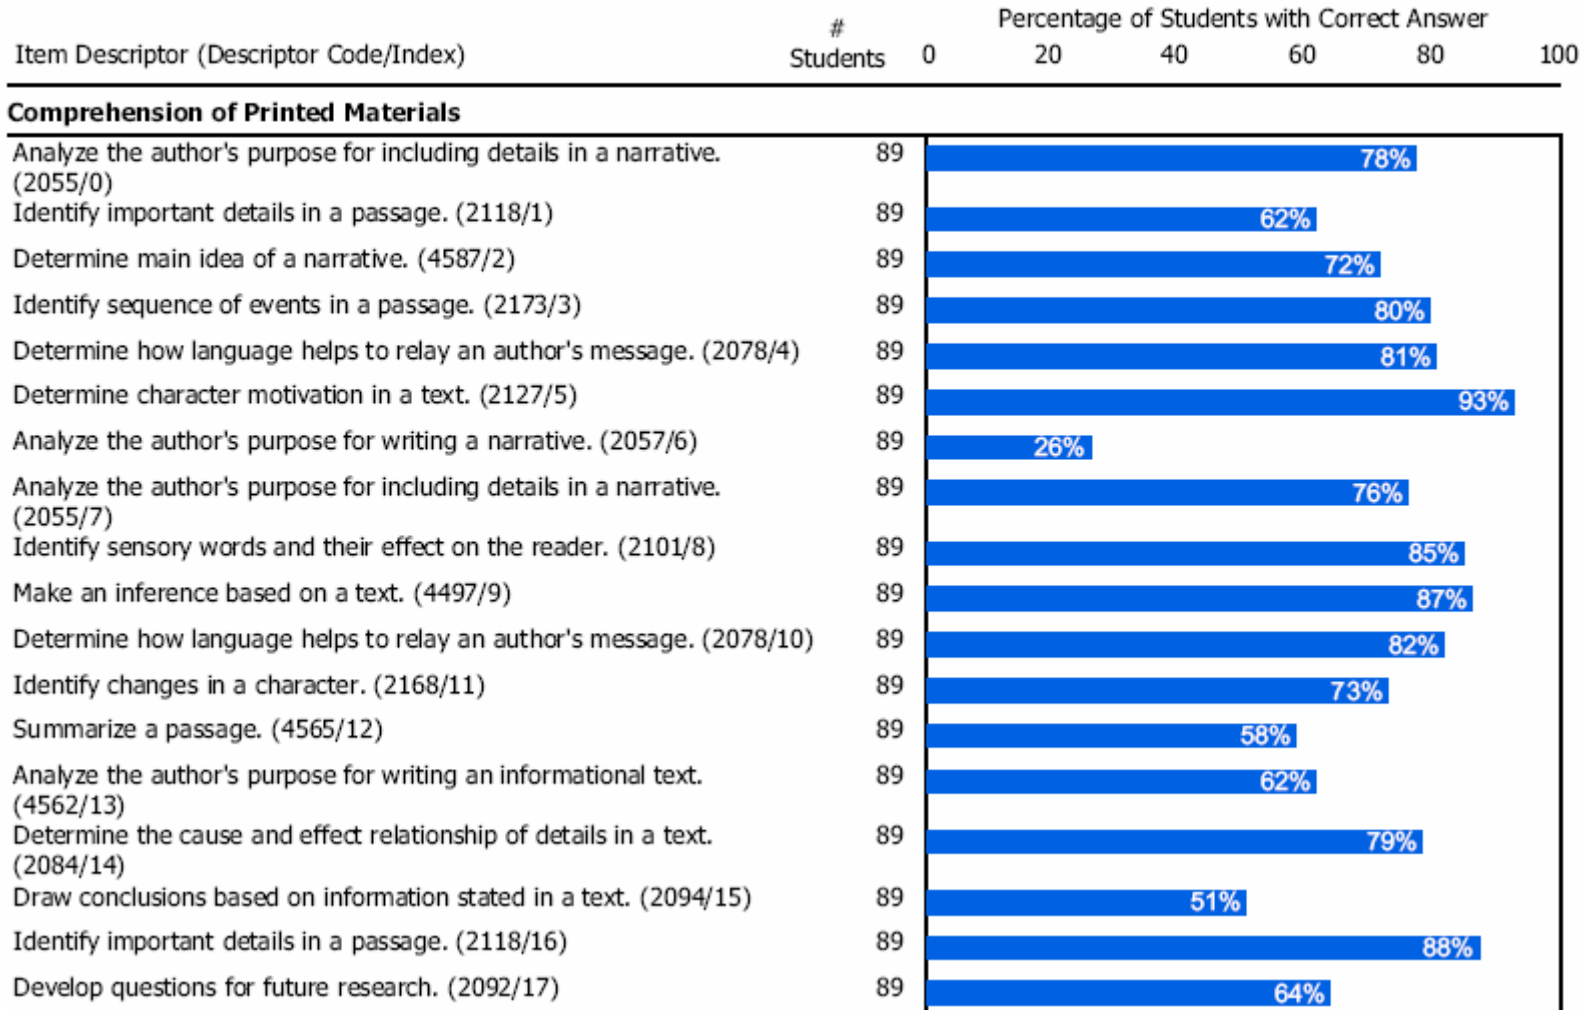 Percentage of Students with Correct Answer
#
Item Descriptor (Descriptor Code/Index) Students 0 20 40 60 80 100
Comprehension of Printed Materials
Analyze the author's purpose for including details in a narrative. 89 78%
(2055/0)
Identify important details in a passage. (2118/1) 89 62%
Determine main idea of a narrative. (4587/2) 89 72%
Identify sequence of events in a passage. (2173/3) 89 80%
Determine how language helps to relay an author's message. (2078/4) 89 81%
Determine character motivation in a text. (2127/5) 89 93%
Analyze the author's purpose for writing a narrative. (2057/6) 89 26%
Analyze the author's purpose for including details in a narrative. 89 76%
(2055/7)
Identify sensory words and their effect on the reader. (2101/8) 89 85%
Make an inference based on a text. (4497/9) 89 87%
Determine how language helps to relay an author's message. (2078/10) 89 82%
Identify changes in a character. (2168/11) 89 73%
Summarize a passage. (4565/12) 89 58%
Analyze the author's purpose for writing an informational text. 89 62%
(4562/13)
Determine the cause and effect relationship of details in a text. 89 79%
(2084/14)
Draw conclusions based on information stated in a text. (2094/15) 89 51%
Identify important details in a passage. (2118/16) 89 88%
Develop questions for future research. (2092/17) 89 64%